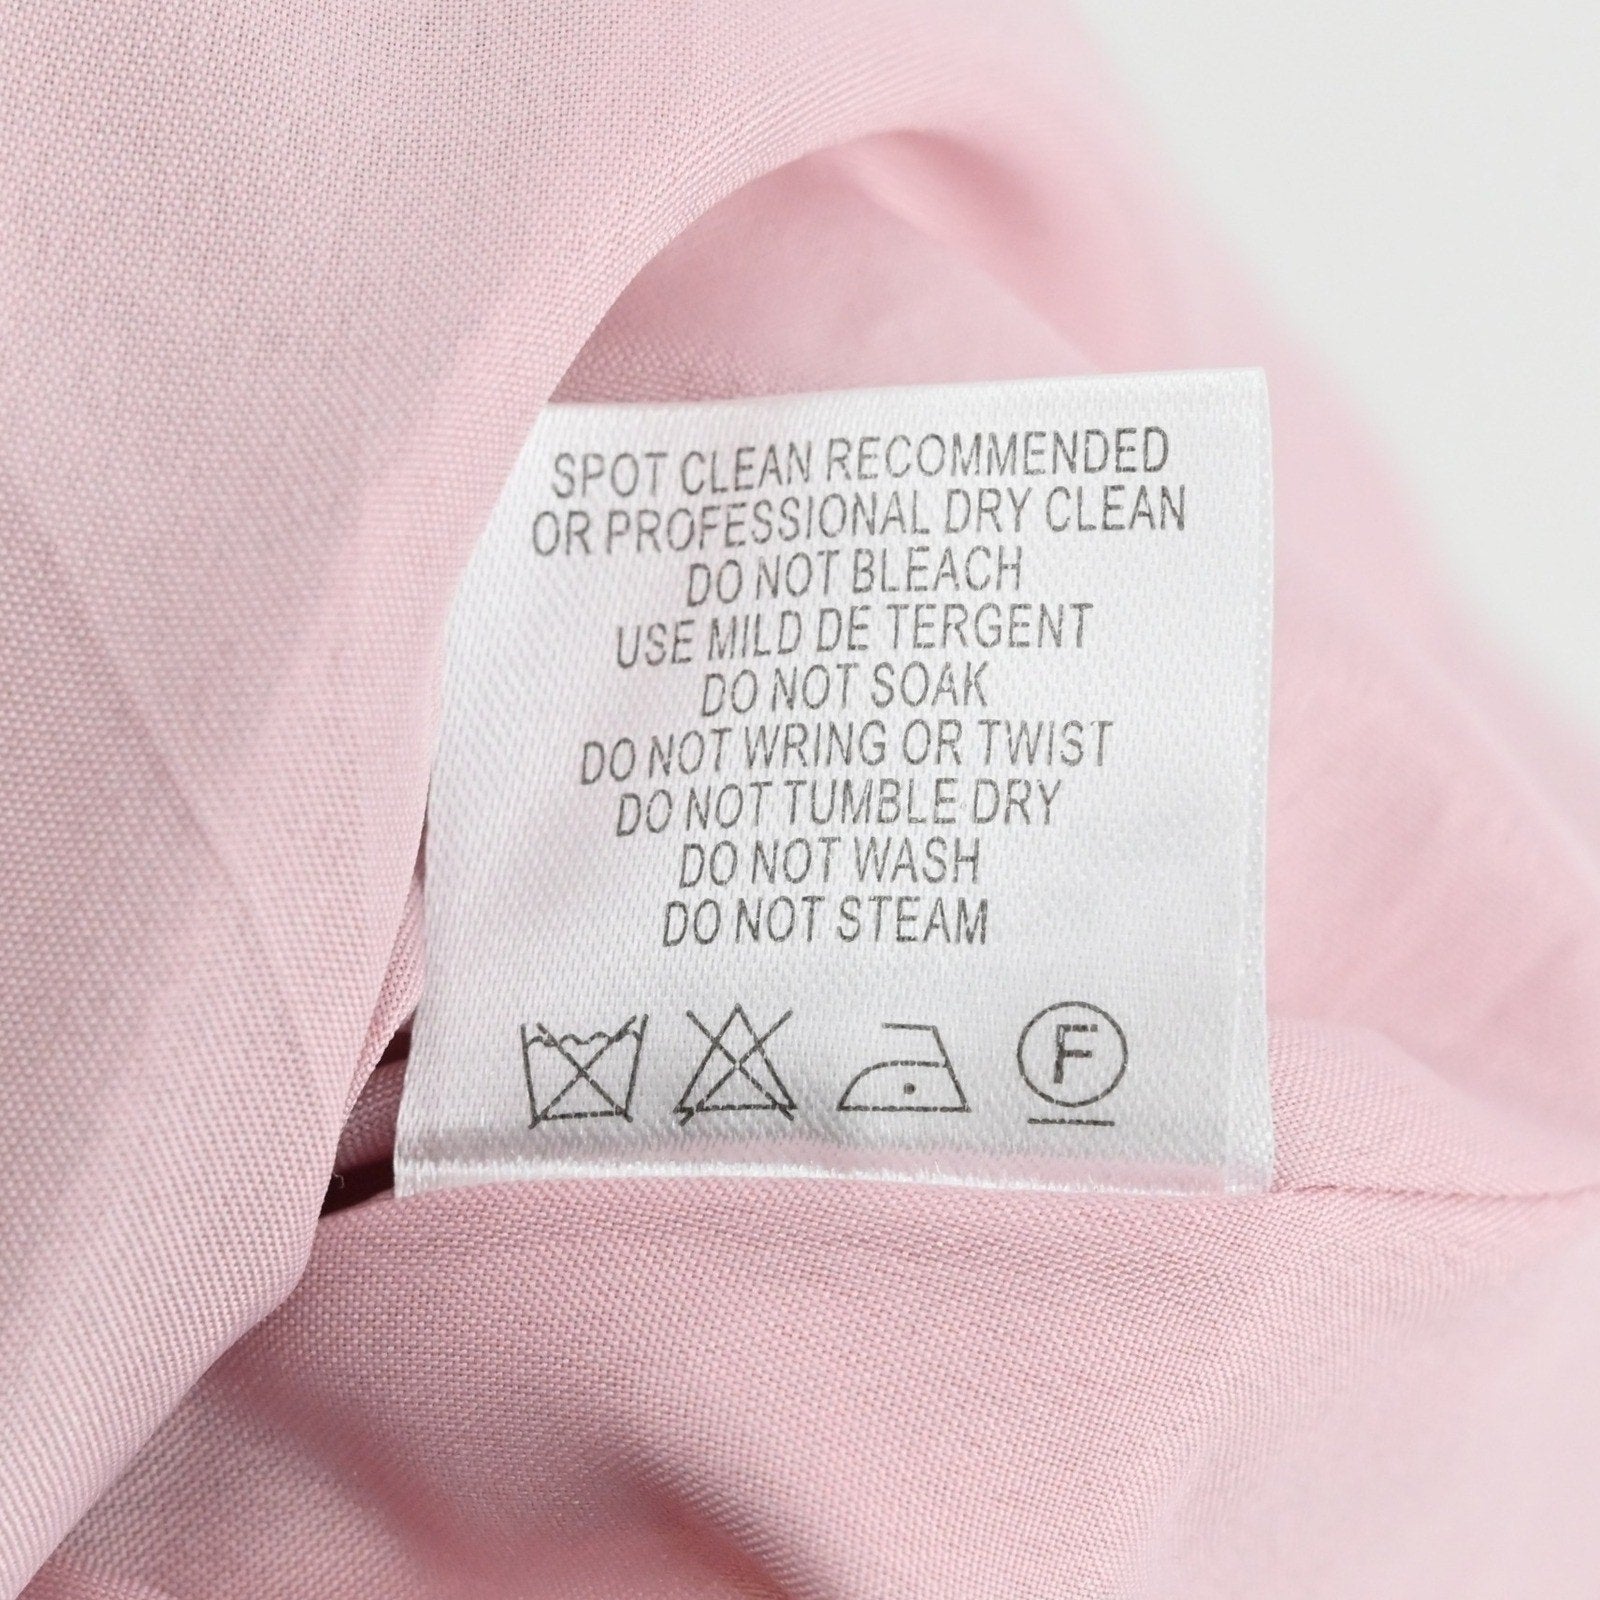 SPOT CLEAN RECOMMENDED
OR PROFESSIONAL DRY CLEAN
DO NOT BLEACH
USE MILD DE TERGENT
DO NOT SOAK
DO NOT WRING OR TWIST
DO NOT TUMBLE DRY
DO NOT WASH
DO NOT STEAM
F